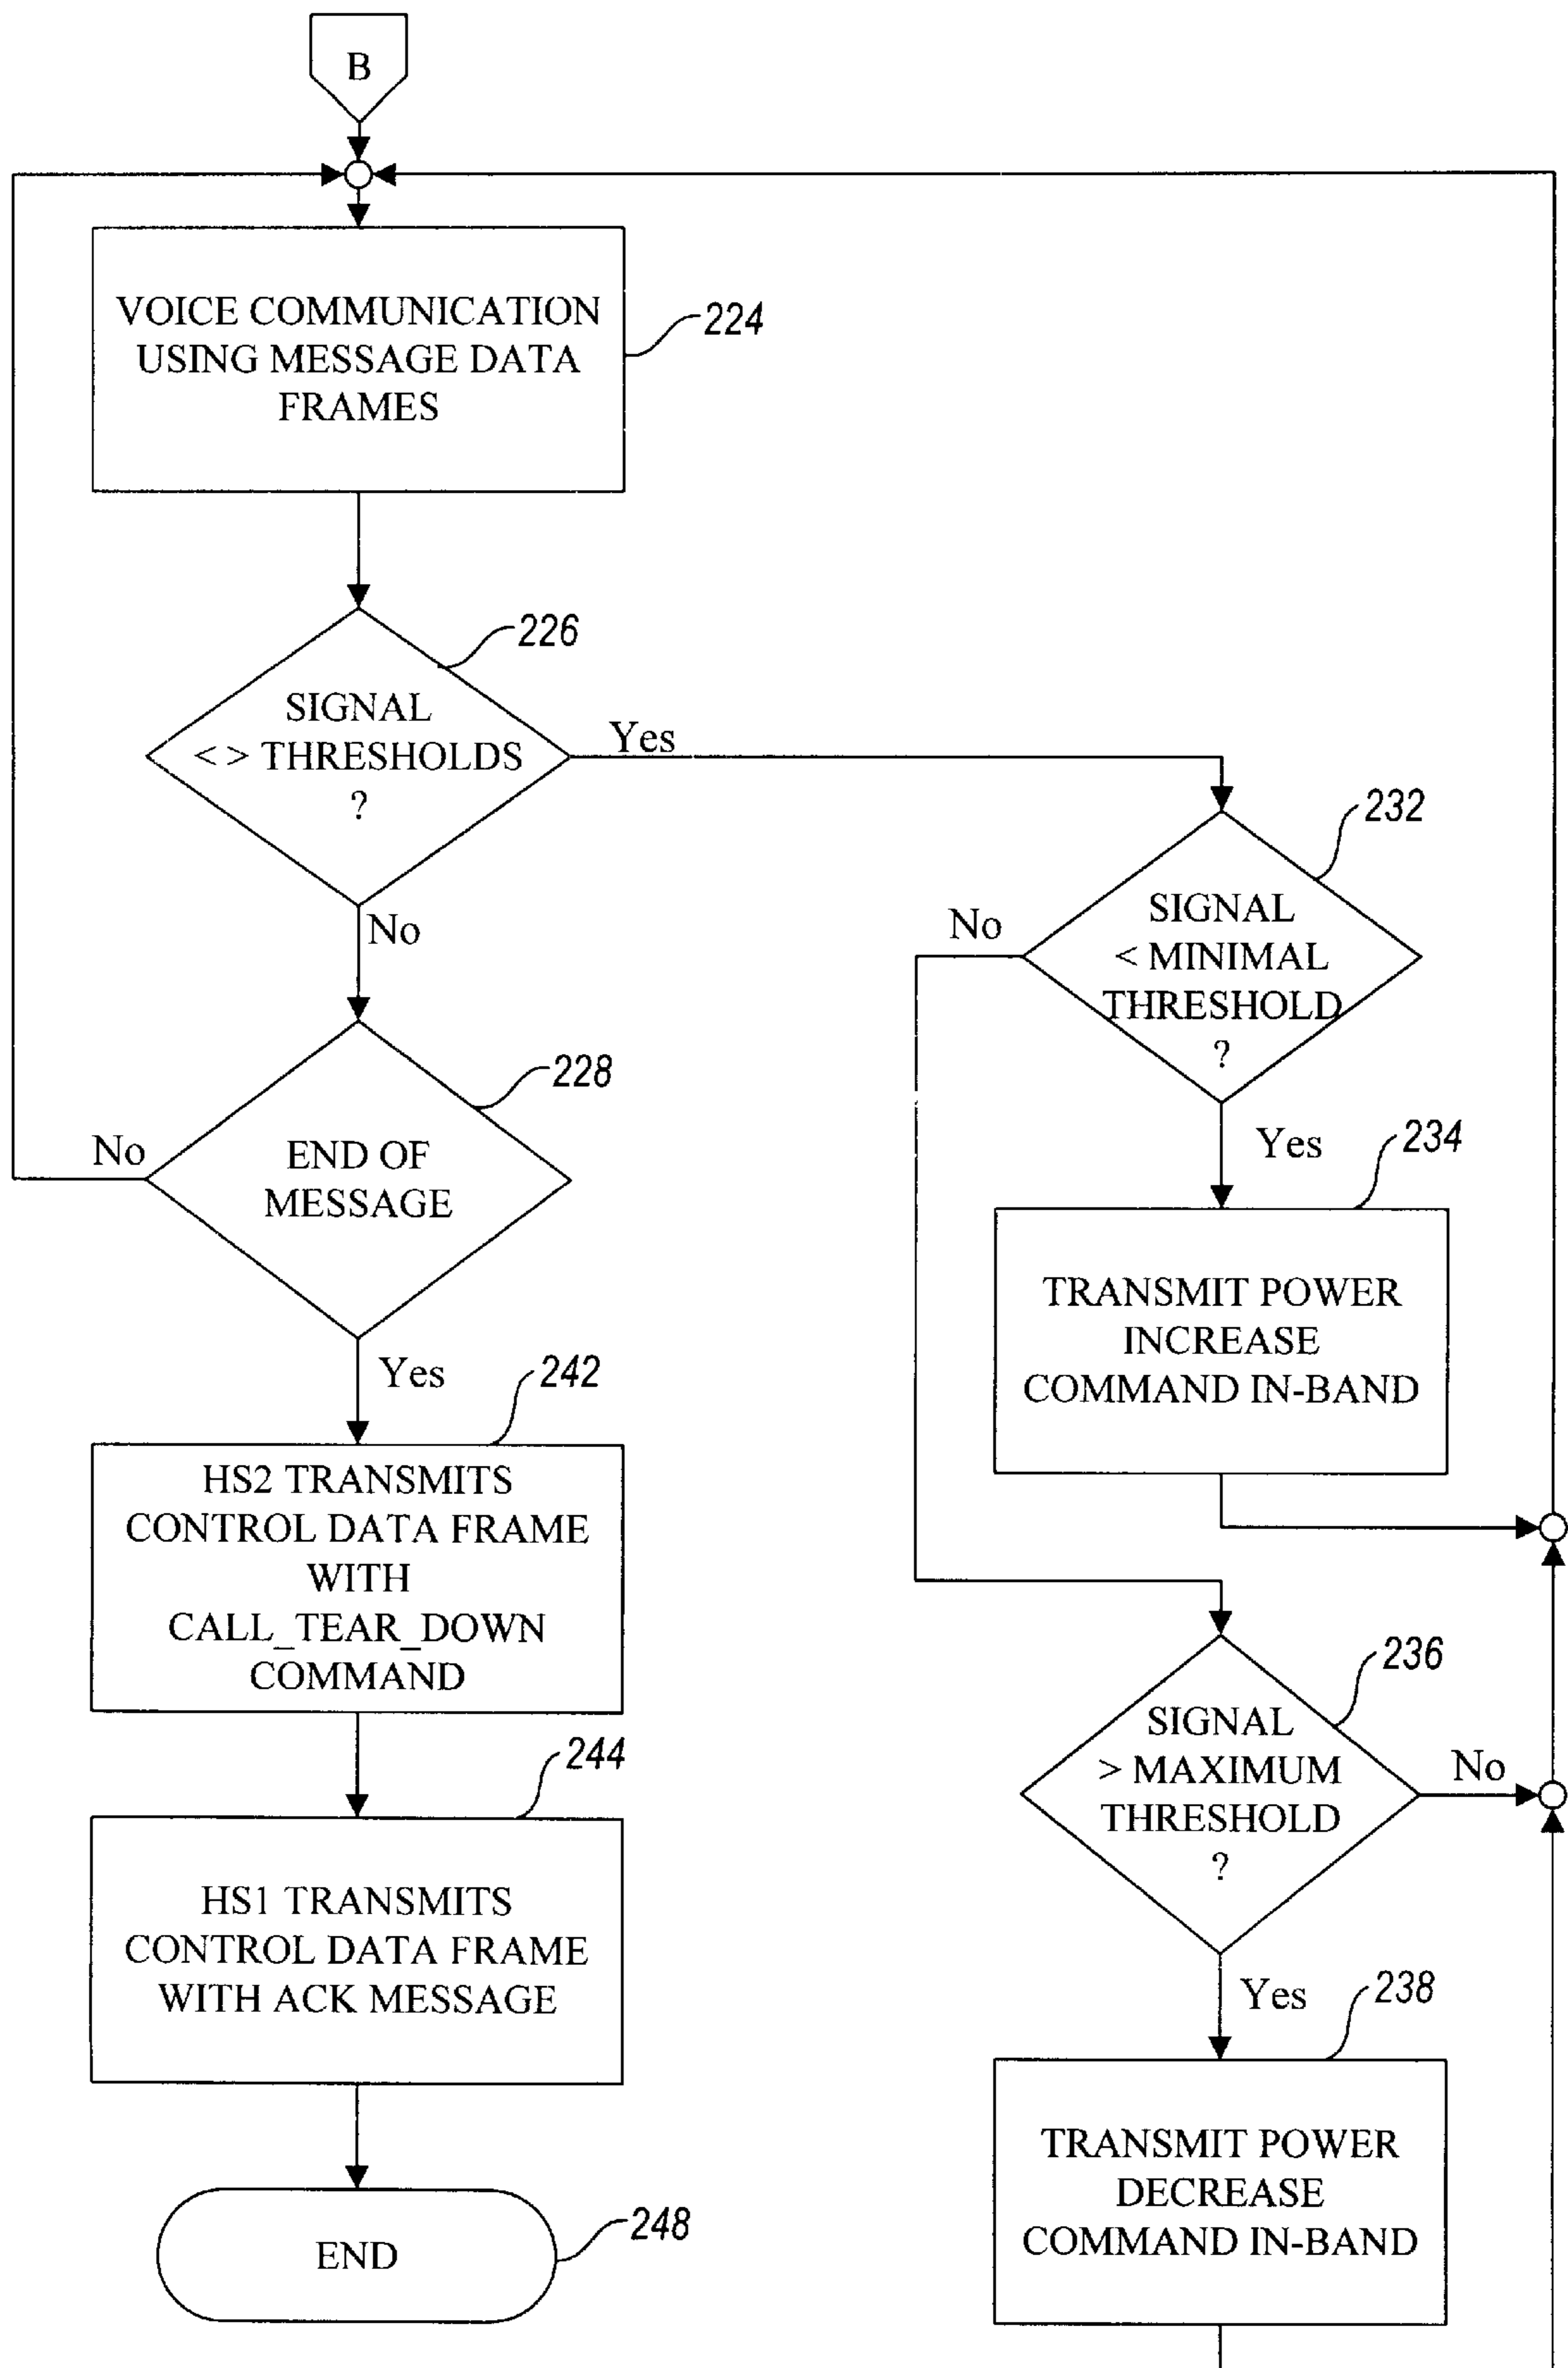 B
VOICE COMMUNICATION
USING MESSAGE DATA
FRAMES
224
SIGNAL
< > THRESHOLDS
?
226
Yes
No
SIGNAL
< MINIMAL
THRESHOLD
?
232
No
Yes
END OF
MESSAGE
228
No
Yes
TRANSMIT POWER
INCREASE
COMMAND IN-BAND
234
HS2 TRANSMITS
CONTROL DATA FRAME
WITH
CALL_TEAR_DOWN
COMMAND
242
SIGNAL
> MAXIMUM
THRESHOLD
?
236
No
Yes
HS1 TRANSMITS
CONTROL DATA FRAME
WITH ACK MESSAGE
244
TRANSMIT POWER
DECREASE
COMMAND IN-BAND
238
END
248